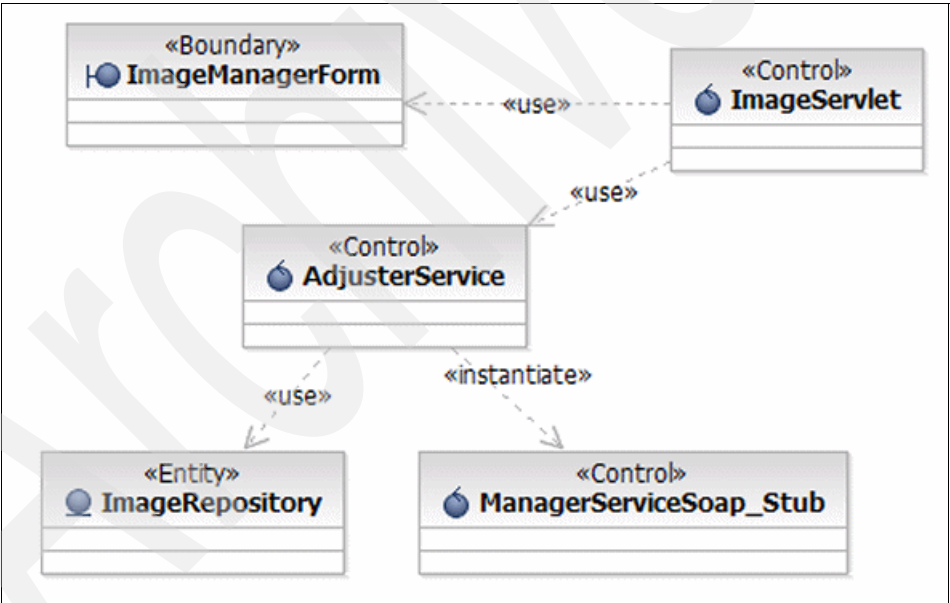 «Boundary»
ImageManagerForm
«Control»
ImageServlet
«use»
«use»
«Control»
AdjusterService
«use»
«instantiate»
«Entity»
ImageRepository
«Control»
ManagerServiceSoap_Stub